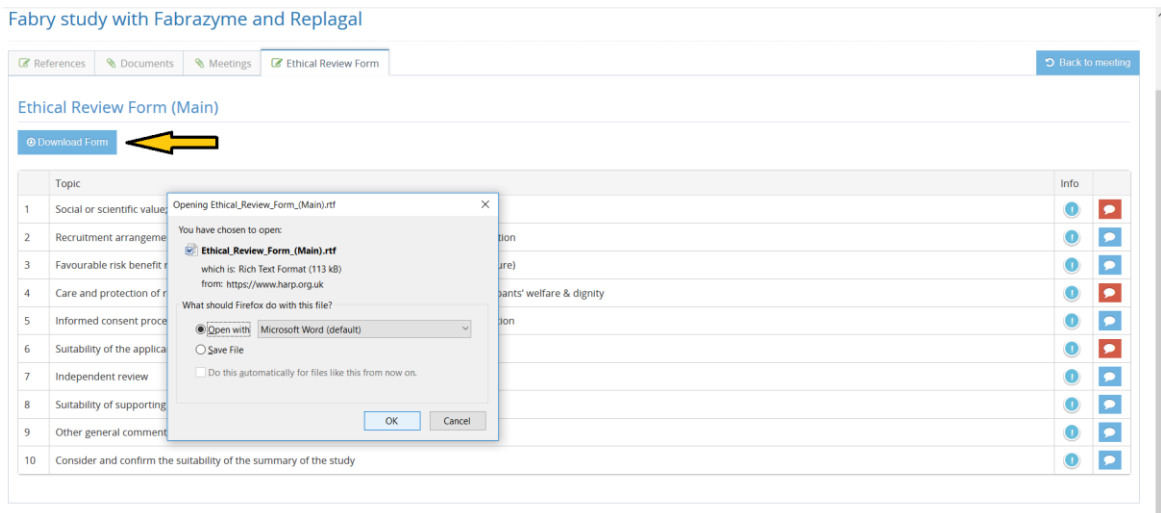 Fabry study with Fabrazyme and Replagal
References Documents Meetings Ethical Review Form Back to meeting
Ethical Review Form (Main)
Download Form
Topic Info
1 Social or scientific value;
2 Recruitment arrangeme tion
3 Favourable risk benefit r ure)
4 Care and protection of r pants' welfare & dignity
5 Informed consent proce ion
6 Suitability of the applica
7 Independent review
8 Suitability of supporting
9 Other general comment
10 Consider and confirm the suitability of the summary of the study
Opening Ethical_Review_Form_(Main).rtf
You have chosen to open:
Ethical_Review_Form_(Main).rtf
which is: Rich Text Format (113 kB)
from: https://www.harp.org.uk
What should Firefox do with this file?
Open with Microsoft Word (default)
Save File
Do this automatically for files like this from now on.
OK Cancel